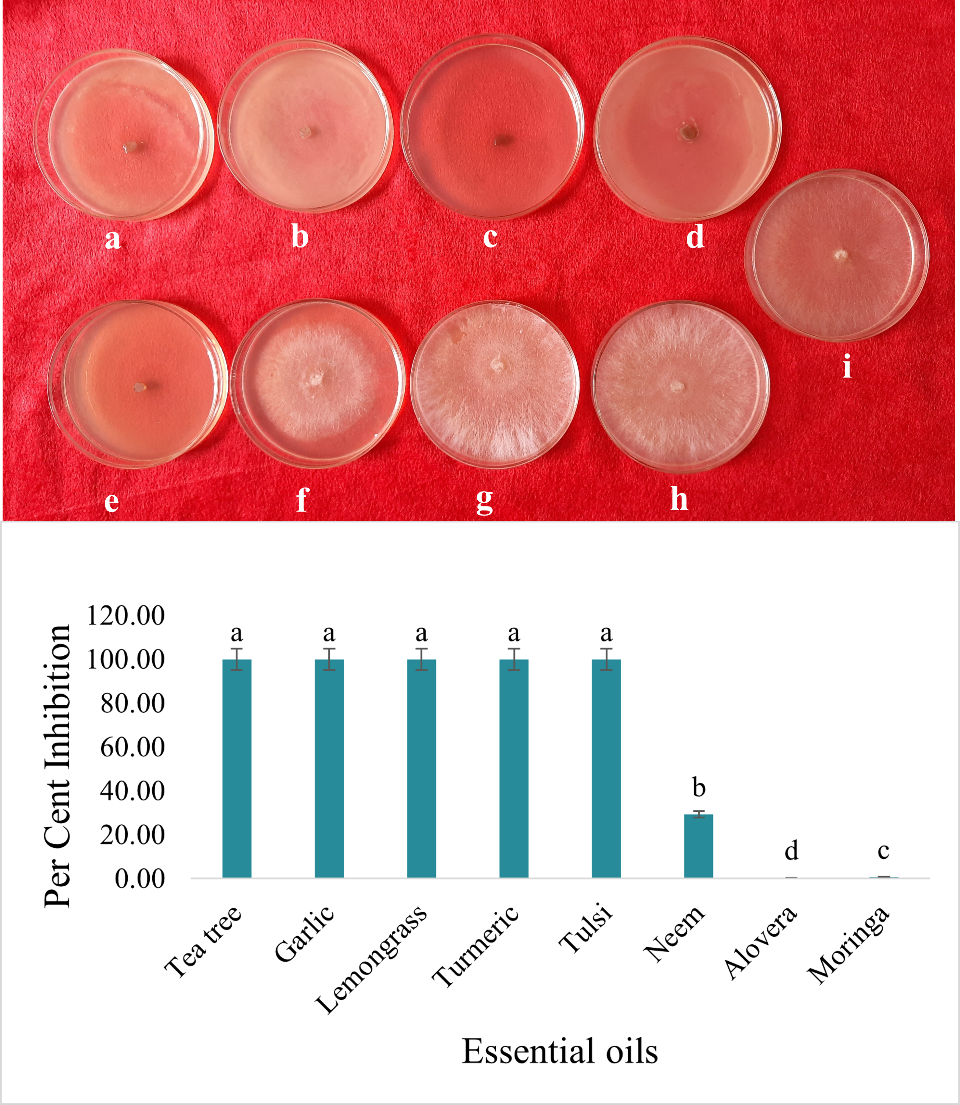 a
b
c
d
i
e
f
g
h
Per Cent Inhibition
120.00
100.00
80.00
60.00
40.00
20.00
0.00
a
a
a
a
a
b
d
c
Tea tree
Garlic
Lemongrass
Turmeric
Tulsi
Neem
Alovera
Moringa
Essential oils